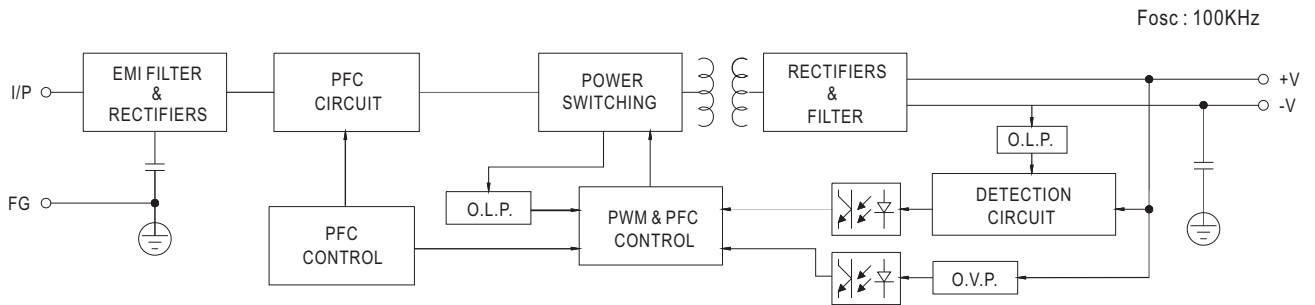 Fosc : 100KHz
I/P
EMI FILTER
&
RECTIFIERS
PFC
CIRCUIT
POWER
SWITCHING
RECTIFIERS
&
FILTER
+V
-V
O.L.P.
FG
O.L.P.
PFC
CONTROL
PWM & PFC
CONTROL
DETECTION
CIRCUIT
O.V.P.